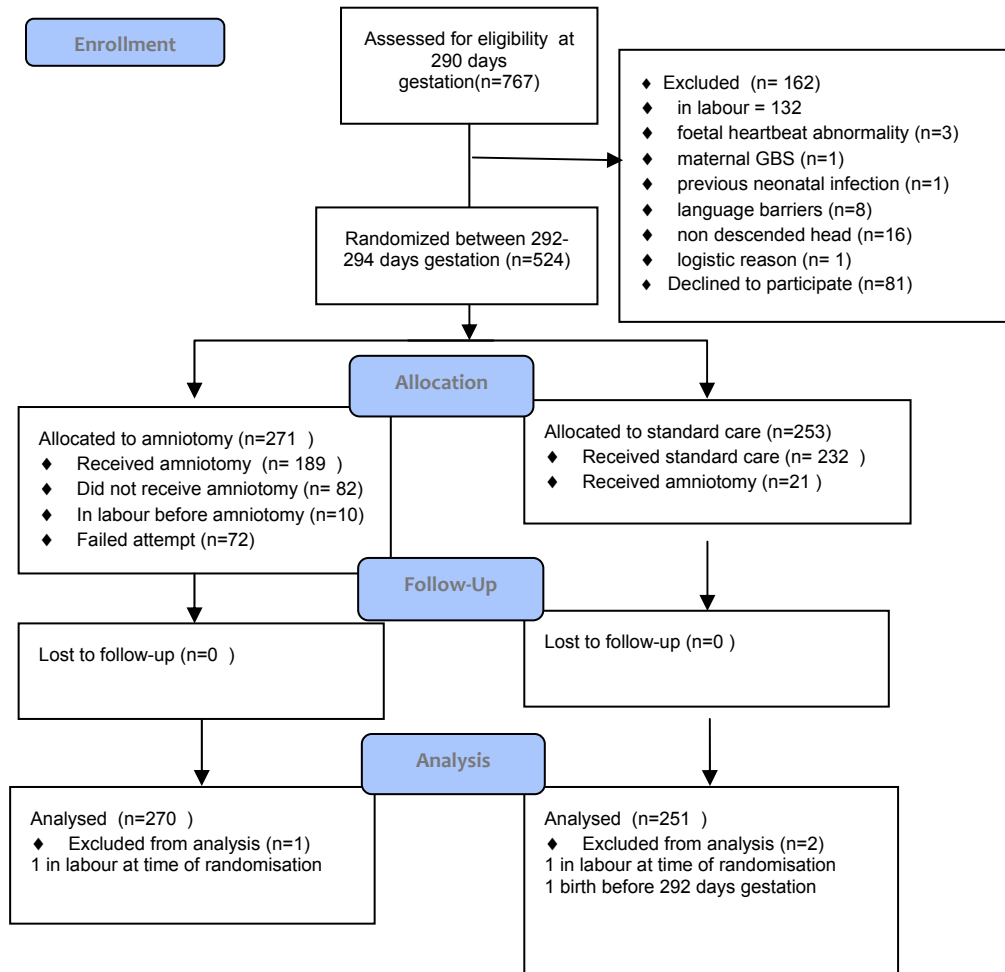 Enrollment
Assessed for eligibility at
290 days
gestation(n=767)
♦ Excluded (n= 162)
♦ in labour = 132
♦ foetal heartbeat abnormality (n=3)
♦ maternal GBS (n=1)
♦ previous neonatal infection (n=1)
♦ language barriers (n=8)
♦ non descended head (n=16)
♦ logistic reason (n= 1)
♦ Declined to participate (n=81)
Randomized between 292-
294 days gestation (n=524)
Allocation
Allocated to amniotomy (n=271 )
♦ Received amniotomy (n= 189 )
♦ Did not receive amniotomy (n= 82)
♦ In labour before amniotomy (n=10)
♦ Failed attempt (n=72)
Allocated to standard care (n=253)
♦ Received standard care (n= 232 )
♦ Received amniotomy (n=21 )
Follow-Up
Lost to follow-up (n=0 )
Lost to follow-up (n=0 )
Analysis
Analysed (n=270 )
♦ Excluded from analysis (n=1)
1 in labour at time of randomisation
Analysed (n=251 )
♦ Excluded from analysis (n=2)
1 in labour at time of randomisation
1 birth before 292 days gestation